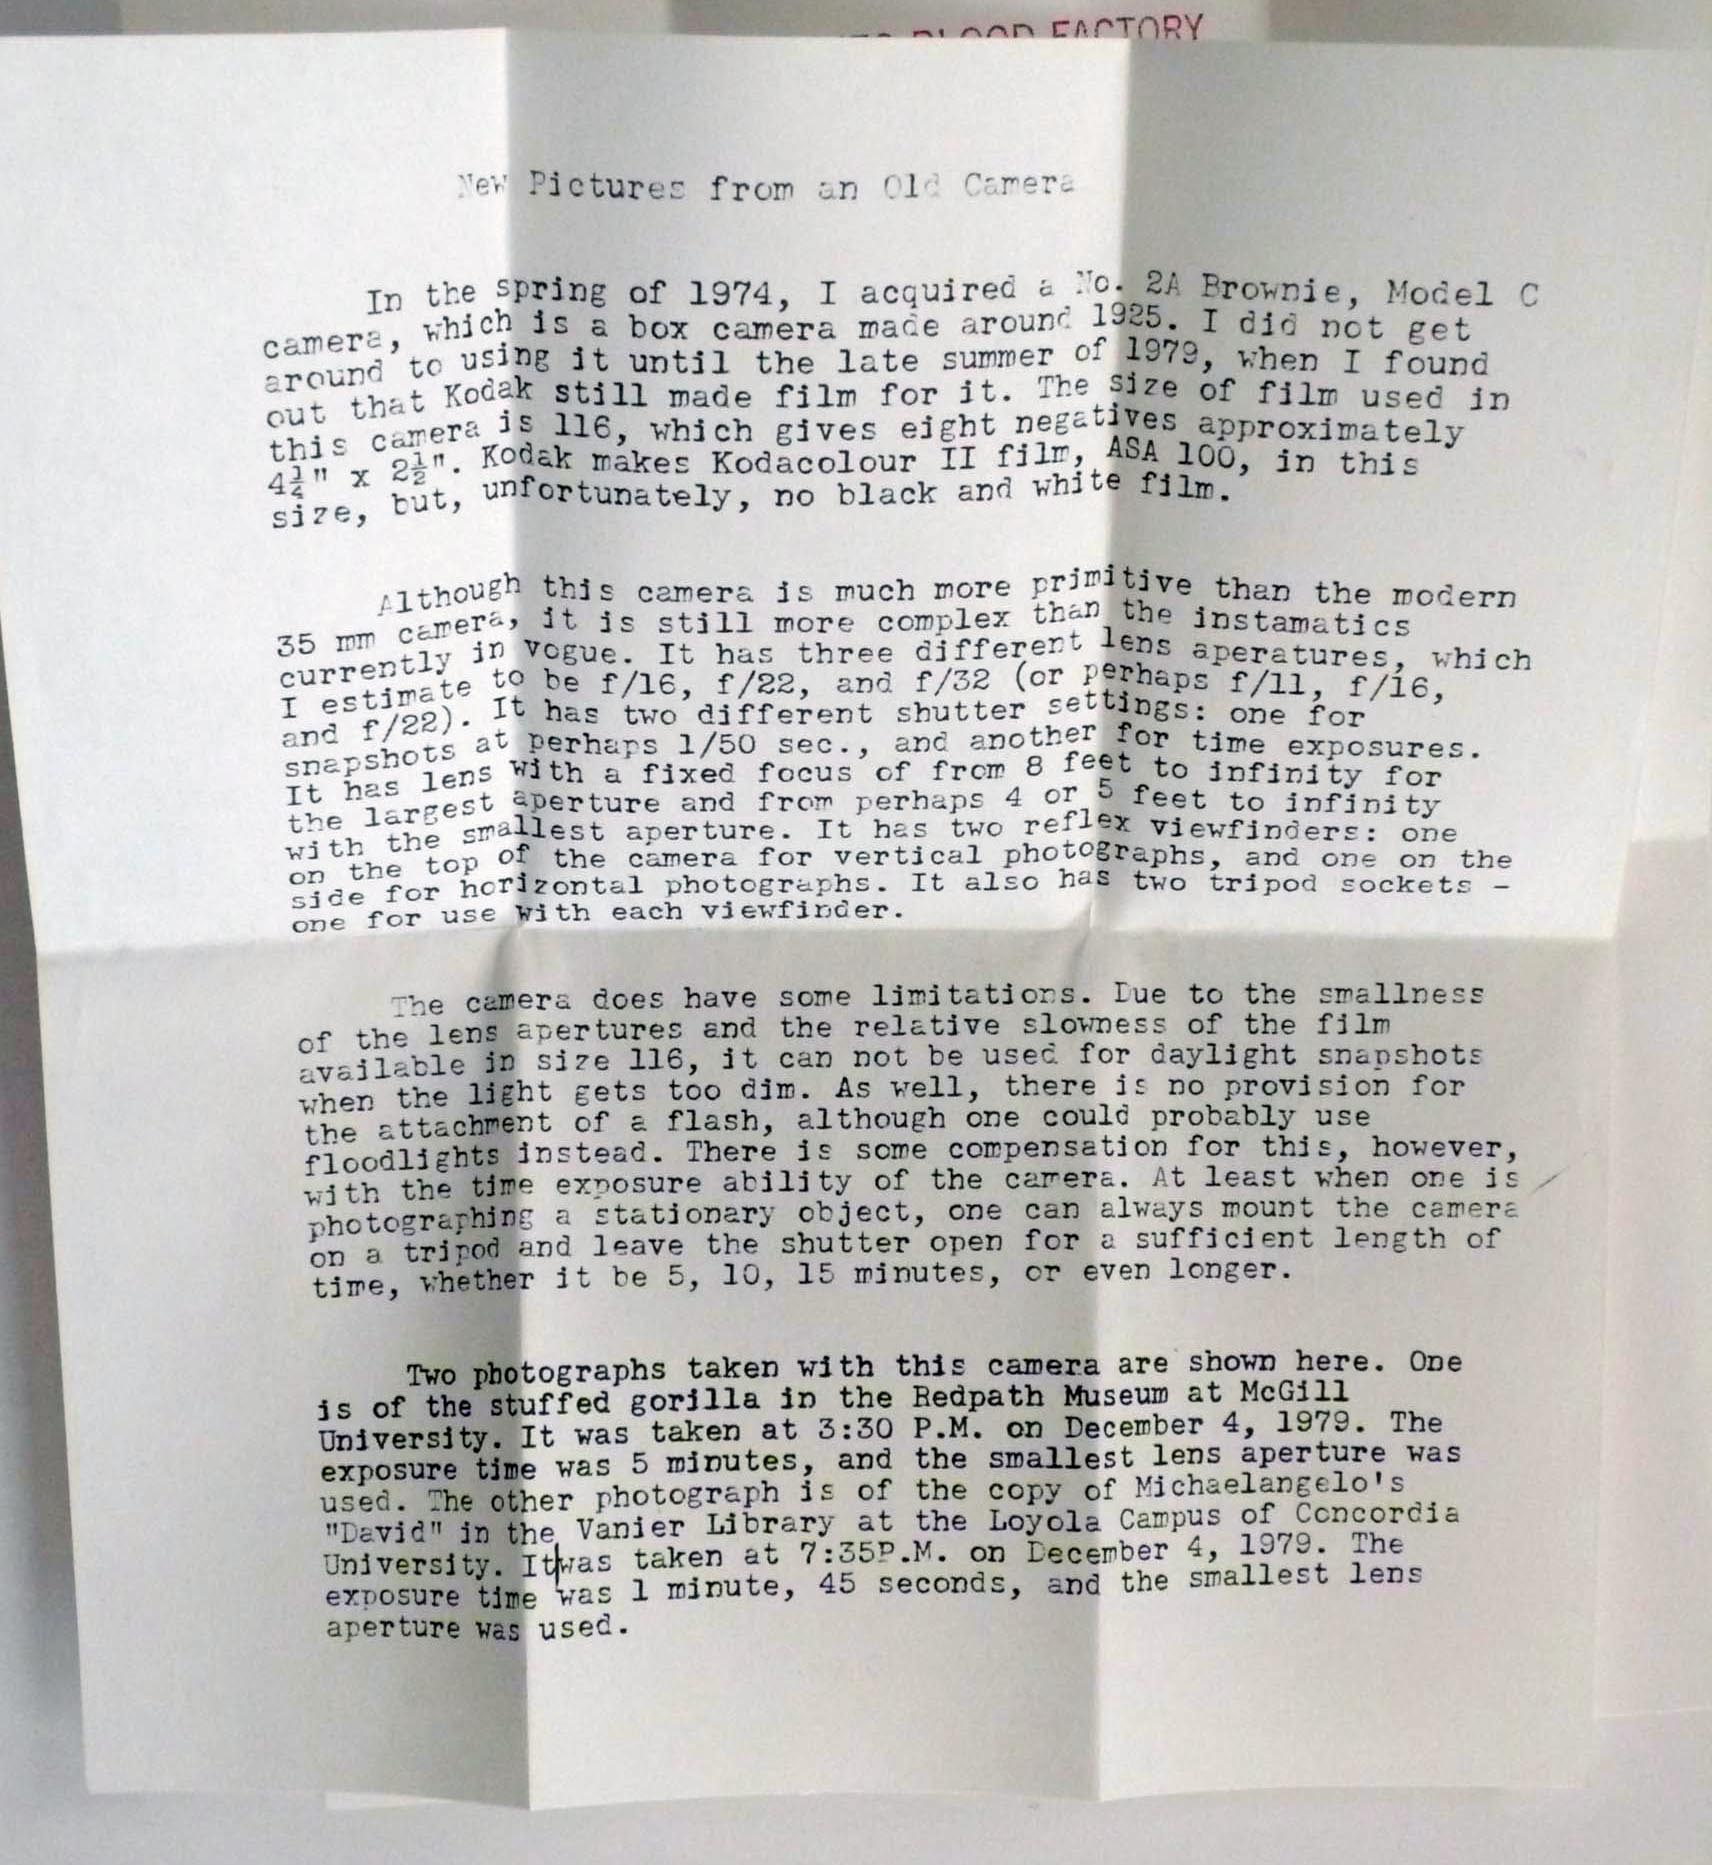 BLOOD FACTORY
New Pictures from an Old Camera
In the spring of 1974, I acquired a No. 2A Brownie, Model C
camera, which is a box camera made around 1925. I did not get
around to using it until the late summer of 1979, when I found
out that Kodak still made film for it. The size of film used in
this camera is 116, which gives eight negatives approximately
4¼" x 2½". Kodak makes Kodacolour II film, ASA 100, in this
size, but, unfortunately, no black and white film.
Although this camera is much more primitive than the modern
35 mm camera, it is still more complex than the instamatics
currently in vogue. It has three different lens aperatures, which
I estimate to be f/16, f/22, and f/32 (or perhaps f/11, f/16,
and f/22). It has two different shutter settings: one for
snapshots at perhaps 1/50 sec., and another for time exposures.
It has lens with a fixed focus of from 8 feet to infinity for
the largest aperture and from perhaps 4 or 5 feet to infinity
with the smallest aperture. It has two reflex viewfinders: one
on the top of the camera for vertical photographs, and one on the
side for horizontal photographs. It also has two tripod sockets -
one for use with each viewfinder.
The camera does have some limitations. Due to the smallness
of the lens apertures and the relative slowness of the film
available in size 116, it can not be used for daylight snapshots
when the light gets too dim. As well, there is no provision for
the attachment of a flash, although one could probably use
floodlights instead. There is some compensation for this, however,
with the time exposure ability of the camera. At least when one is
photographing a stationary object, one can always mount the camera
on a tripod and leave the shutter open for a sufficient length of
time, whether it be 5, 10, 15 minutes, or even longer.
Two photographs taken with this camera are shown here. One
is of the stuffed gorilla in the Redpath Museum at McGill
University. It was taken at 3:30 P.M. on December 4, 1979. The
exposure time was 5 minutes, and the smallest lens aperture was
used. The other photograph is of the copy of Michaelangelo's
"David" in the Vanier Library at the Loyola Campus of Concordia
University. It|was taken at 7:35P.M. on December 4, 1979. The
exposure time was 1 minute, 45 seconds, and the smallest lens
aperture was used.